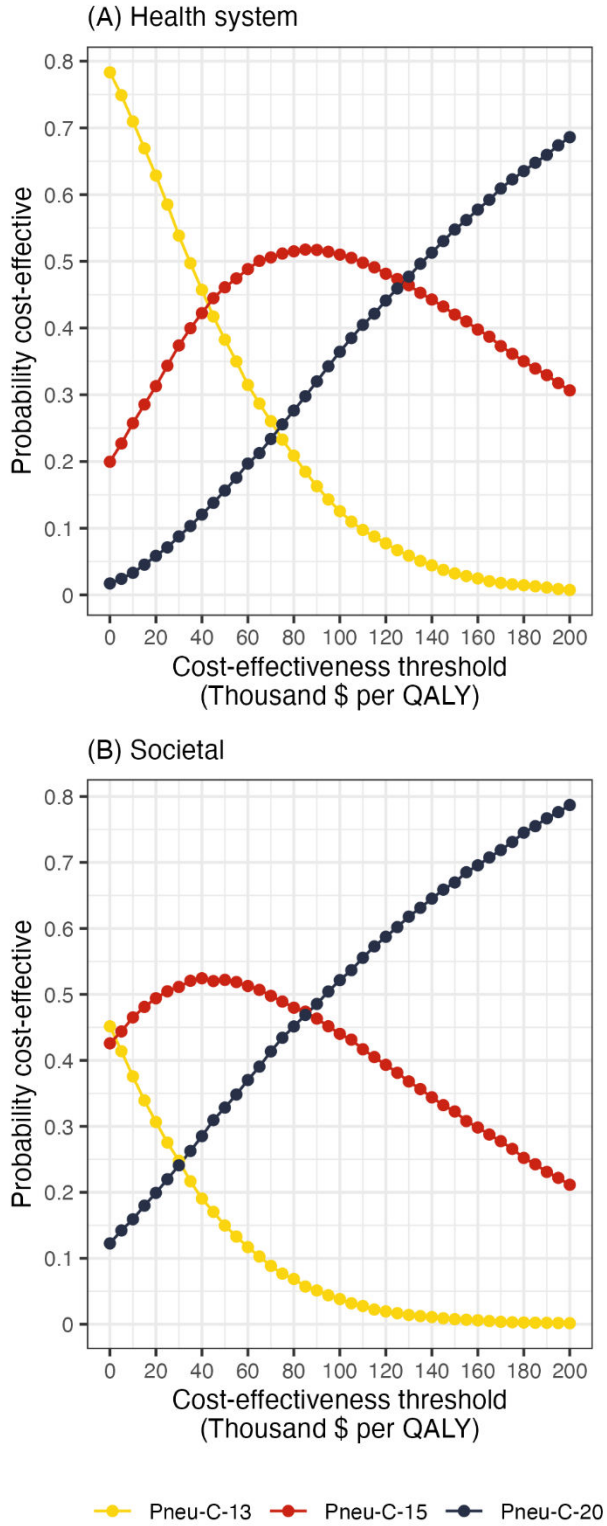 (A) Health system
0.8
0.7
0.6
0.5
0.4
0.3
0.2
0.1
0
Probability cost-effective
0 20 40 60 80 100 120 140 160 180 200
Cost-effectiveness threshold
(Thousand $ per QALY)
(B) Societal
0.8
0.7
0.6
0.5
0.4
0.3
0.2
0.1
0
Probability cost-effective
0 20 40 60 80 100 120 140 160 180 200
Cost-effectiveness threshold
(Thousand $ per QALY)
Pneu-C-13 Pneu-C-15 Pneu-C-20